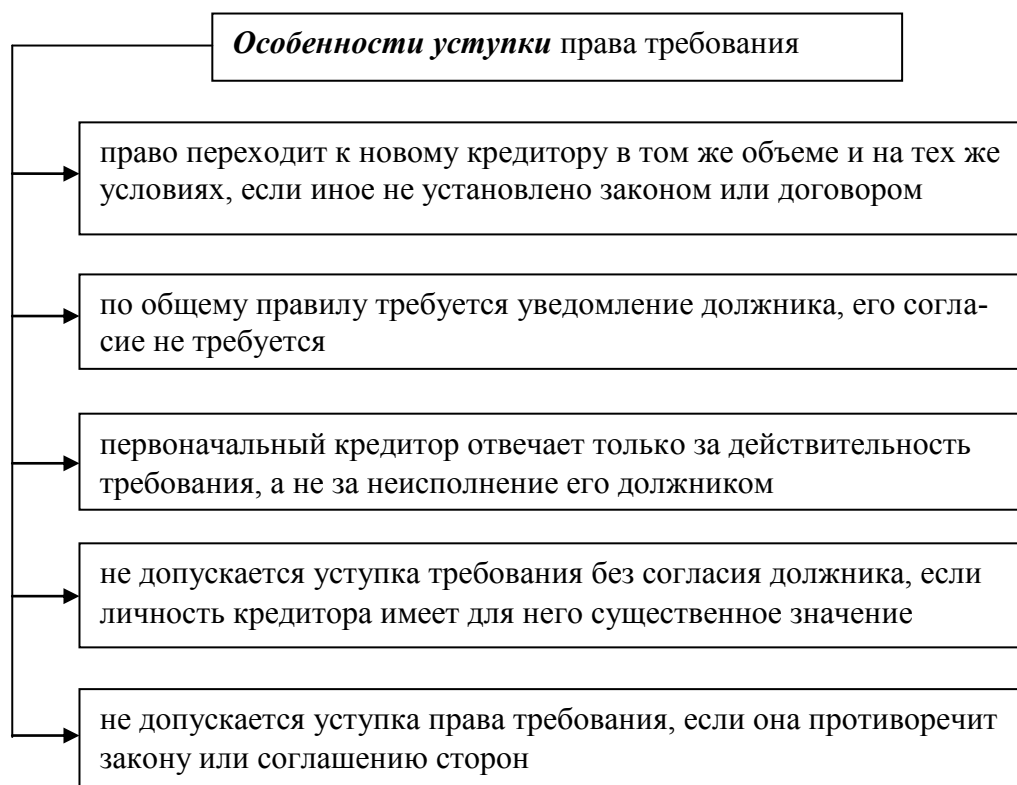 Особенности уступки права требования
право переходит к новому кредитору в том же объеме и на тех же
условиях, если иное не установлено законом или договором
по общему правилу требуется уведомление должника, его согла-
сие не требуется
первоначальный кредитор отвечает только за действительность
требования, а не за неисполнение его должником
не допускается уступка требования без согласия должника, если
личность кредитора имеет для него существенное значение
не допускается уступка права требования, если она противоречит
закону или соглашению сторон